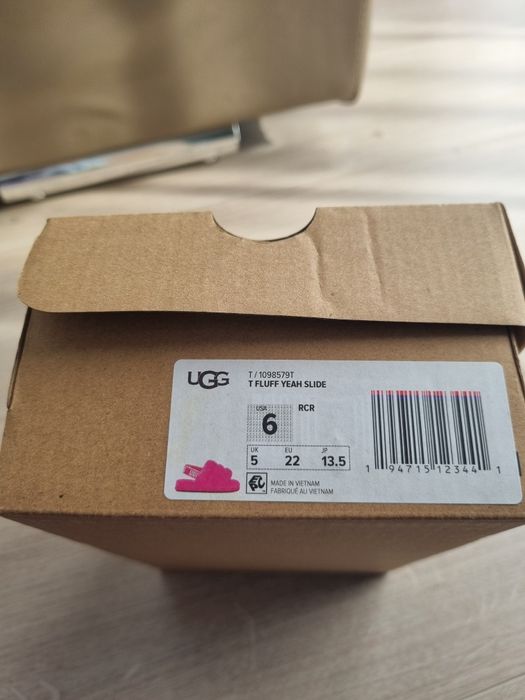 UGG
T / 1098579T
T FLUFF YEAH SLIDE
USA
6
RCR
UK EU JP
5 22 13.5
MADE IN VIETNAM
FABRIQUÉ AU VIETNAM
1 94715 12344 1